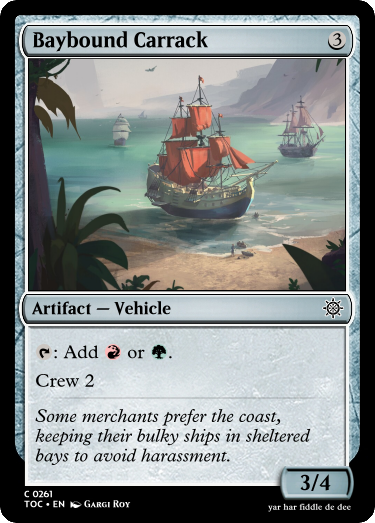 Baybound Carrack 3
Artifact — Vehicle
: Add or .
Crew 2
Some merchants prefer the coast,
keeping their bulky ships in sheltered
bays to avoid harassment.
3/4
C 0261
TOC • EN Gargi Roy
yar har fiddle de dee